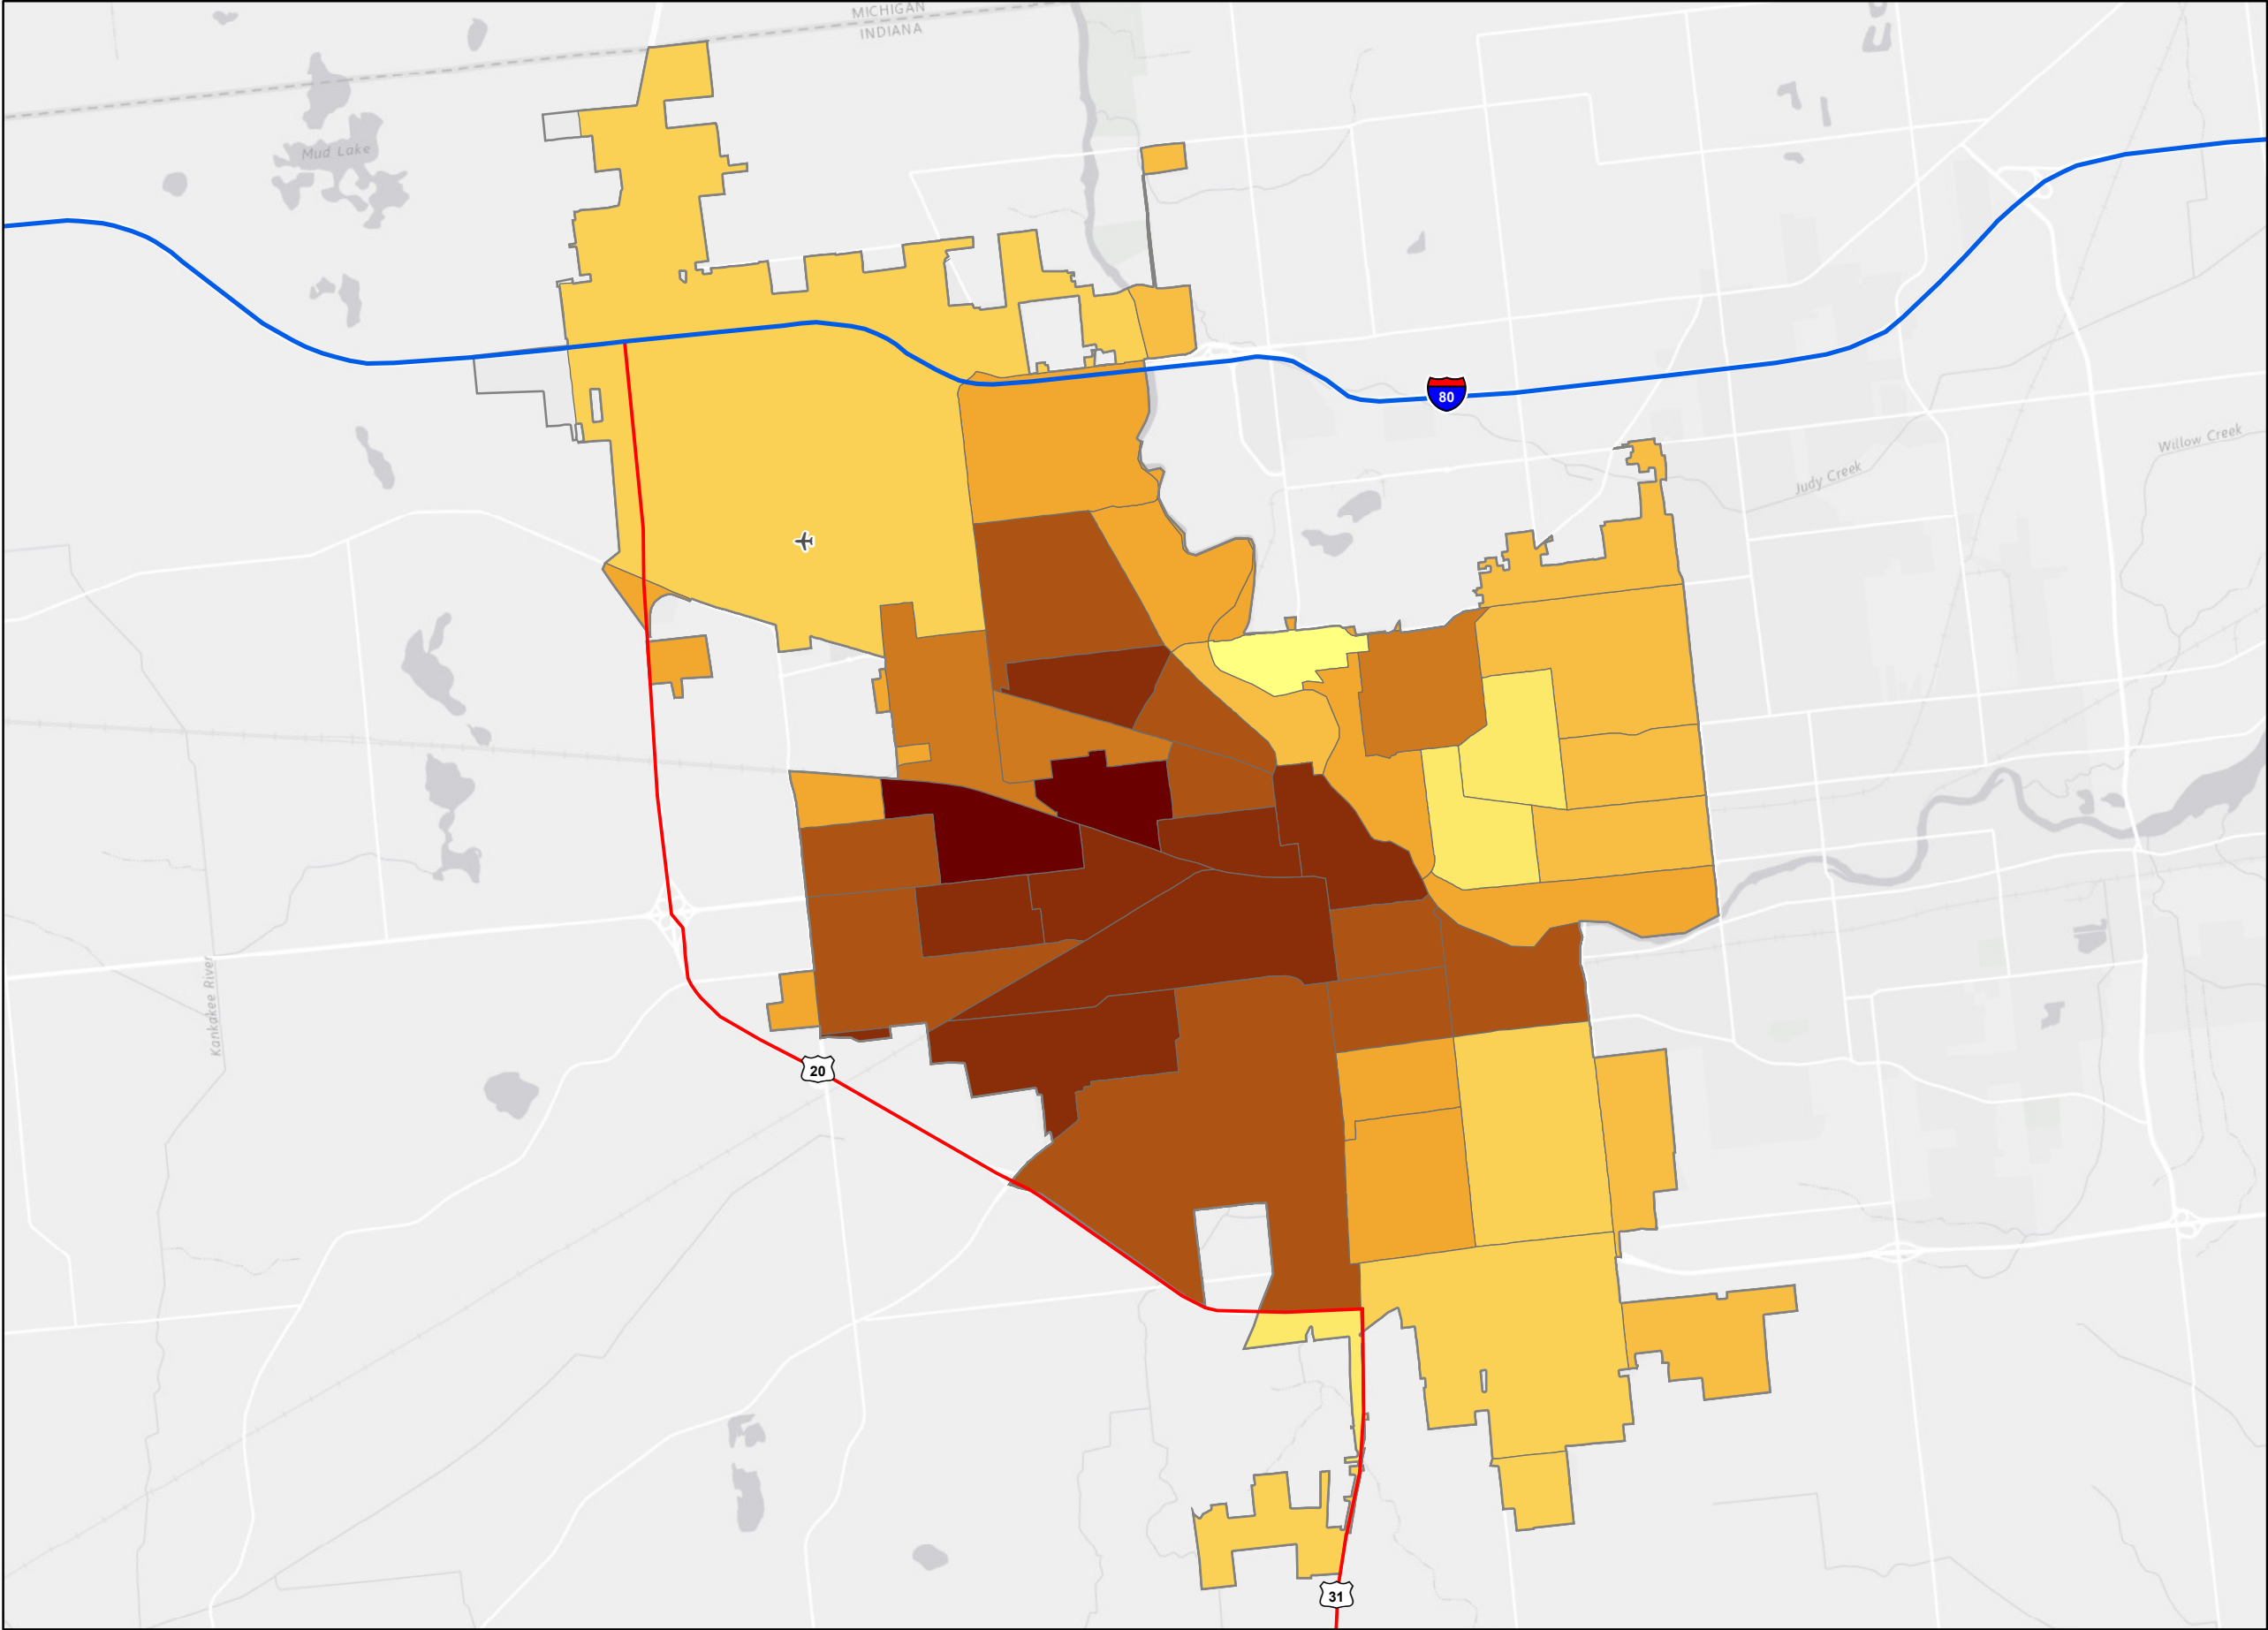 MICHIGAN
INDIANA
Mud Lake
80
Willow Creek
Judy Creek
Kankakee River
20
31